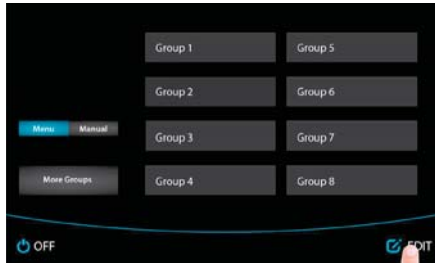 Group 1 Group 5
Group 2 Group 6
Menu Manual
Group 3 Group 7
More Groups
Group 4 Group 8
OFF EDIT